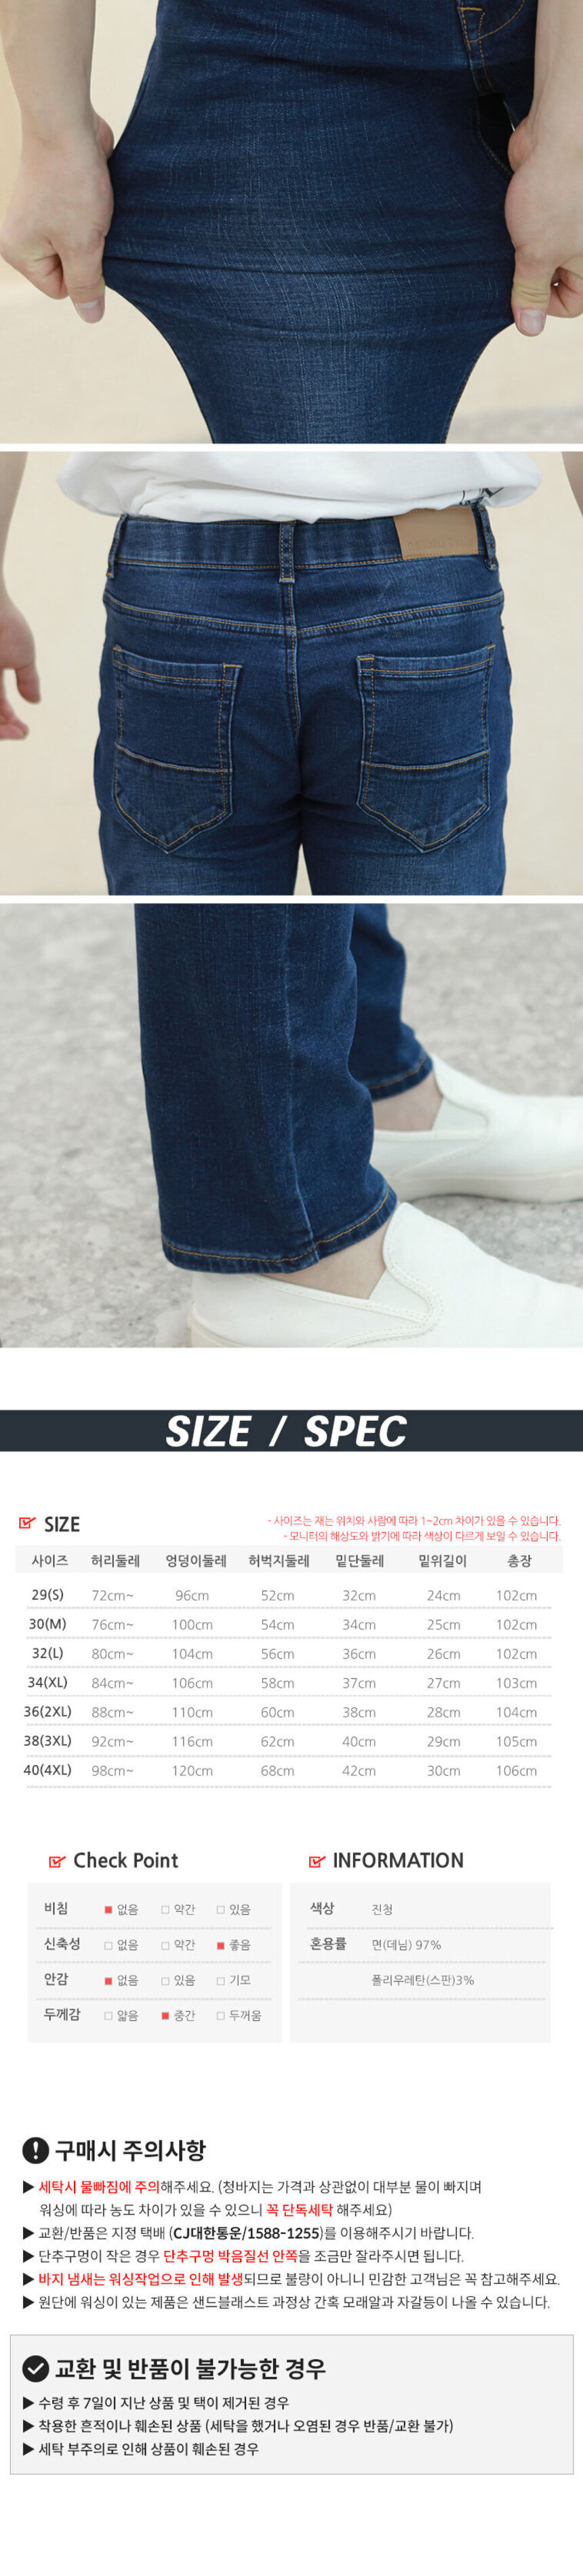 SIZE / SPEC
SIZE
- 사이즈는 재는 위치와 사람에 따라 1~2cm 차이가 있을 수 있습니다.
- 모니터의 해상도와 밝기에 따라 색상이 다르게 보일 수 있습니다.
사이즈 허리둘레 엉덩이둘레 허벅지둘레 밑단둘레 밑위길이 총장
29(S) 72cm~ 96cm 52cm 32cm 24cm 102cm
30(M) 76cm~ 100cm 54cm 34cm 25cm 102cm
32(L) 80cm~ 104cm 56cm 36cm 26cm 102cm
34(XL) 84cm~ 106cm 58cm 37cm 27cm 103cm
36(2XL) 88cm~ 110cm 60cm 38cm 28cm 104cm
38(3XL) 92cm~ 116cm 62cm 40cm 29cm 105cm
40(4XL) 98cm~ 120cm 68cm 42cm 30cm 106cm
Check Point
비침 ■ 없음 □ 약간 □ 있음
신축성 □ 없음 □ 약간 ■ 좋음
안감 ■ 없음 □ 있음 □ 기모
두께감 □ 얇음 ■ 중간 □ 두꺼움
INFORMATION
색상 진청
혼용률 면(데님) 97%
폴리우레탄(스판)3%
구매시 주의사항
▶ 세탁시 물빠짐에 주의해주세요. (청바지는 가격과 상관없이 대부분 물이 빠지며
워싱에 따라 농도 차이가 있을 수 있으니 꼭 단독세탁 해주세요)
▶ 교환/반품은 지정 택배 (CJ대한통운/1588-1255)를 이용해주시기 바랍니다.
▶ 단추구멍이 작은 경우 단추구멍 박음질선 안쪽을 조금만 잘라주시면 됩니다.
▶ 바지 냄새는 워싱작업으로 인해 발생되므로 불량이 아니니 민감한 고객님은 꼭 참고해주세요.
▶ 원단에 워싱이 있는 제품은 샌드블래스트 과정상 간혹 모래알과 자갈등이 나올 수 있습니다.
교환 및 반품이 불가능한 경우
▶ 수령 후 7일이 지난 상품 및 택이 제거된 경우
▶ 착용한 흔적이나 훼손된 상품 (세탁을 했거나 오염된 경우 반품/교환 불가)
▶ 세탁 부주의로 인해 상품이 훼손된 경우